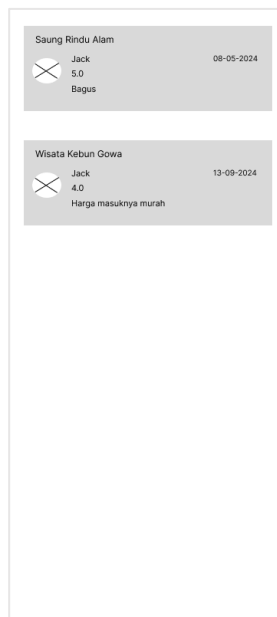 Saung Rindu Alam
Jack 08-05-2024
5.0
Bagus
Wisata Kebun Gowa
Jack 13-09-2024
4.0
Harga masuknya murah